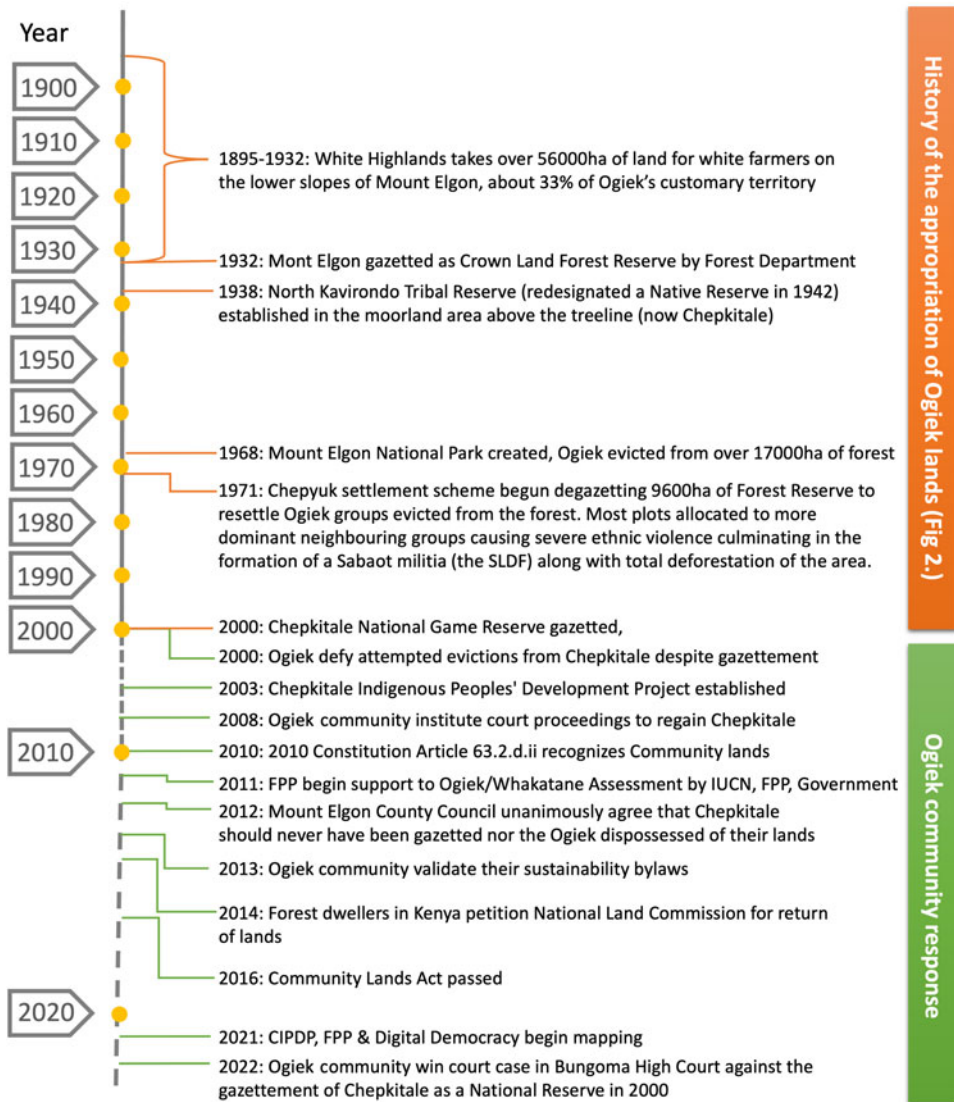 Year
1900
1910
1920
1930
1940
1950
1960
1970
1980
1990
2000
2010
2020
1895-1932: White Highlands takes over 56000ha of land for white farmers on
the lower slopes of Mount Elgon, about 33% of Ogiek’s customary
territory
1932: Mont Elgon gazetted as Crown Land Forest Reserve by Forest Department
1938: North Kavirondo Tribal Reserve (redesignated a Native Reserve in 1942)
established in the moorland area above the treeline (now Chepkitale)
1968: Mount Elgon National Park created, Ogiek evicted from over 17000ha of forest
1971: Chepyuk settlement scheme begun degazetting 9600ha of Forest Reserve to
resettle Ogiek groups evicted from the forest. Most plots allocated to more
dominant neighbouring groups causing severe ethnic violence culminating in the
formation of a Sabaot militia (the SLDF) along with total deforestation of the area.
2000: Chepkitale National Game Reserve gazetted,
2000: Ogiek defy attempted evictions from Chepkitale despite gazettement
2003: Chepkitale Indigenous Peoples' Development Project established
2008: Ogiek community institute court proceedings to regain Chepkitale
2010: 2010 Constitution Article 63.2.d.ii recognizes Community lands
2011: FPP begin support to Ogiek/Whakatane Assessment by IUCN, FPP, Government
2012: Mount Elgon County Council unanimously agree that Chepkitale
should never have been gazetted nor the Ogiek dispossessed of their lands
2013: Ogiek community validate their sustainability bylaws
2014: Forest dwellers in Kenya petition National Land Commission for return
of lands
2016: Community Lands Act passed
2021: CIPDP, FPP & Digital Democracy begin mapping
2022: Ogiek community win court case in Bungoma High Court against the
gazettement of Chepkitale as a National Reserve in 2000
History of the appropriation of Ogiek lands (Fig 2.)
Ogiek community response